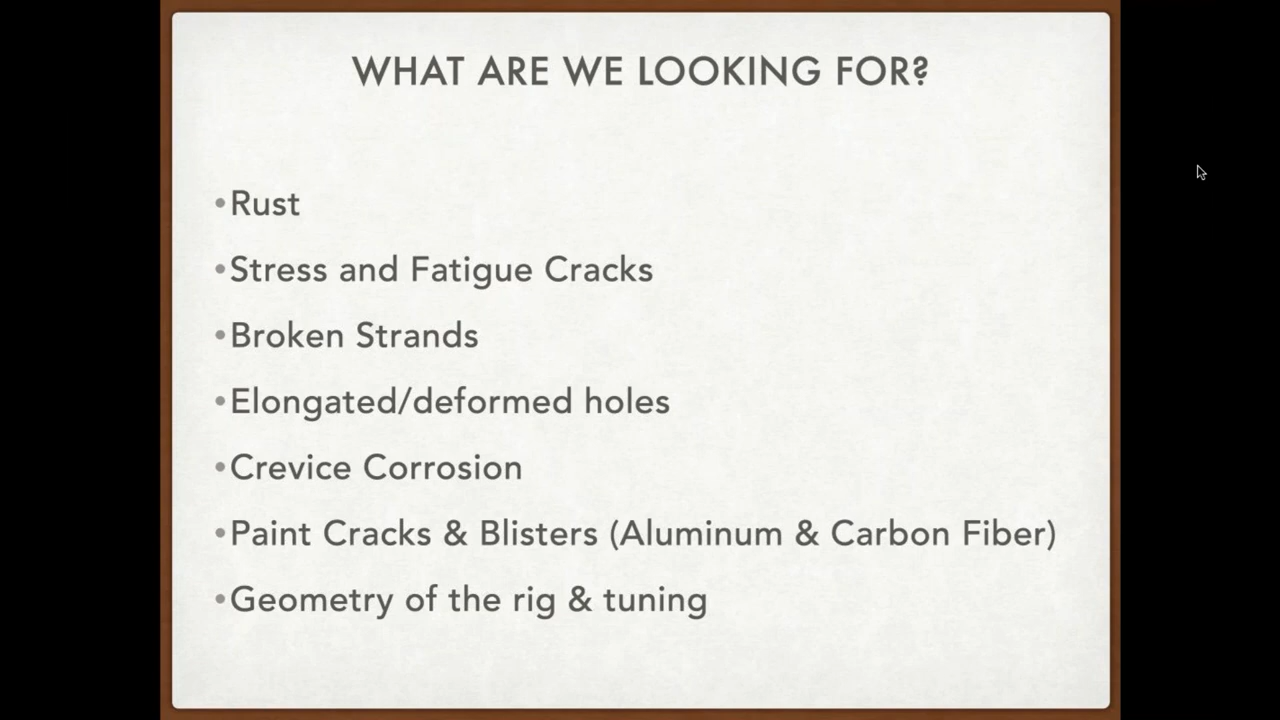 WHAT ARE WE LOOKING FOR?
•Rust
•Stress and Fatigue Cracks
•Broken Strands
•Elongated/deformed holes
•Crevice Corrosion
•Paint Cracks & Blisters (Aluminum & Carbon Fiber)
•Geometry of the rig & tuning